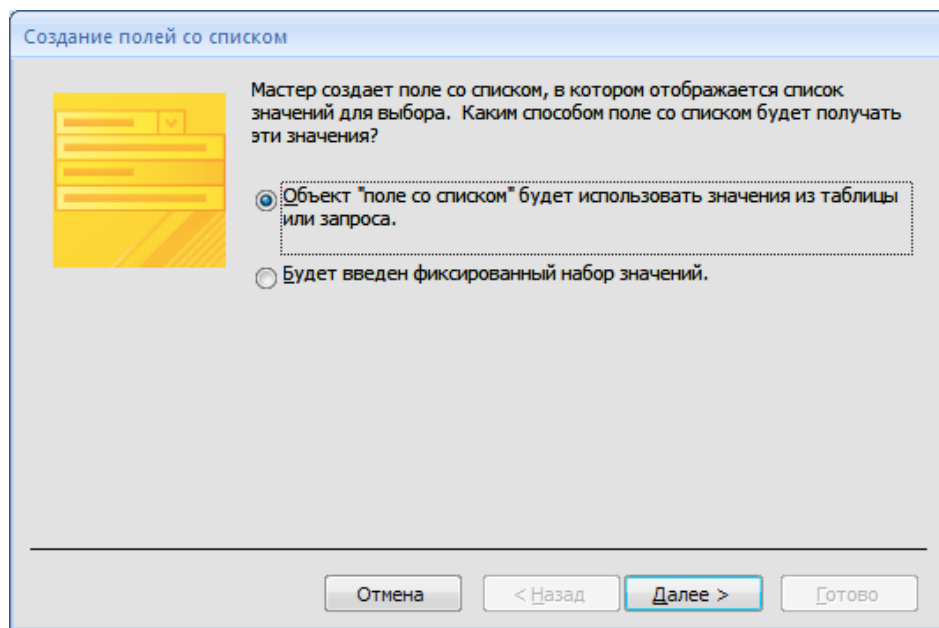 Создание полей со списком
Мастер создает поле со списком, в котором отображается список
значений для выбора. Каким способом поле со списком будет получать
эти значения?
Объект "поле со списком" будет использовать значения из таблицы
или запроса.
Будет введен фиксированный набор значений.
Отмена
< Назад
Далее >
Готово